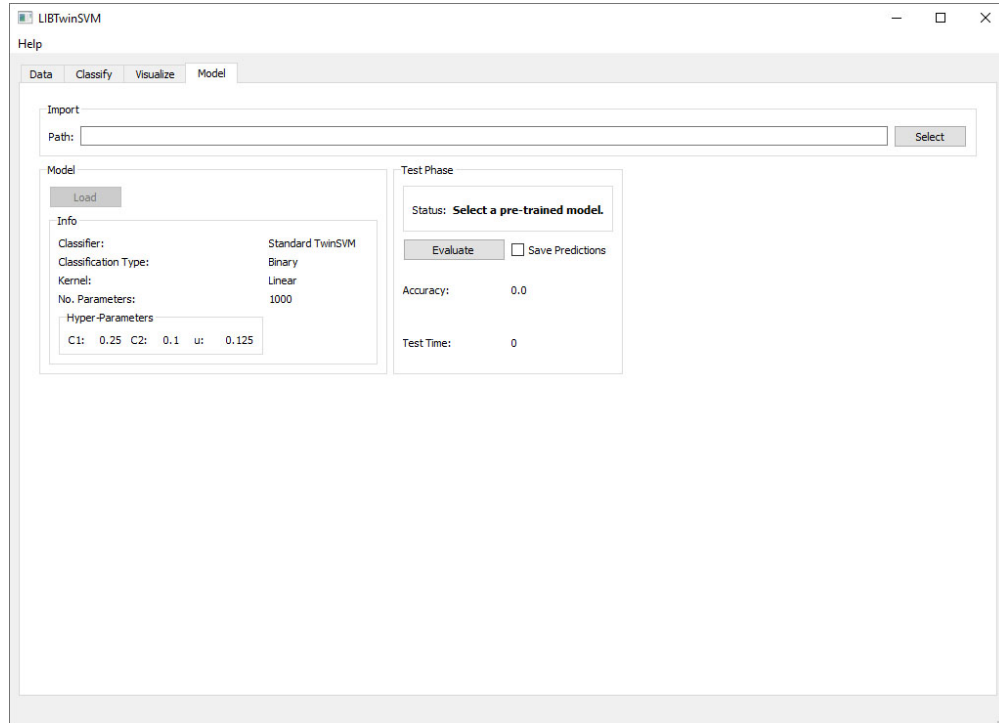 LIBTwinSVM
Help
Data Classify Visualize Model
Import
Path: Select
Model
Load
Info
Classifier: Standard TwinSVM
Classification Type: Binary
Kernel: Linear
No. Parameters: 1000
Hyper-Parameters
C1: 0.25 C2: 0.1 u: 0.125
Test Phase
Status: Select a pre-trained model.
Evaluate Save Predictions
Accuracy: 0.0
Test Time: 0